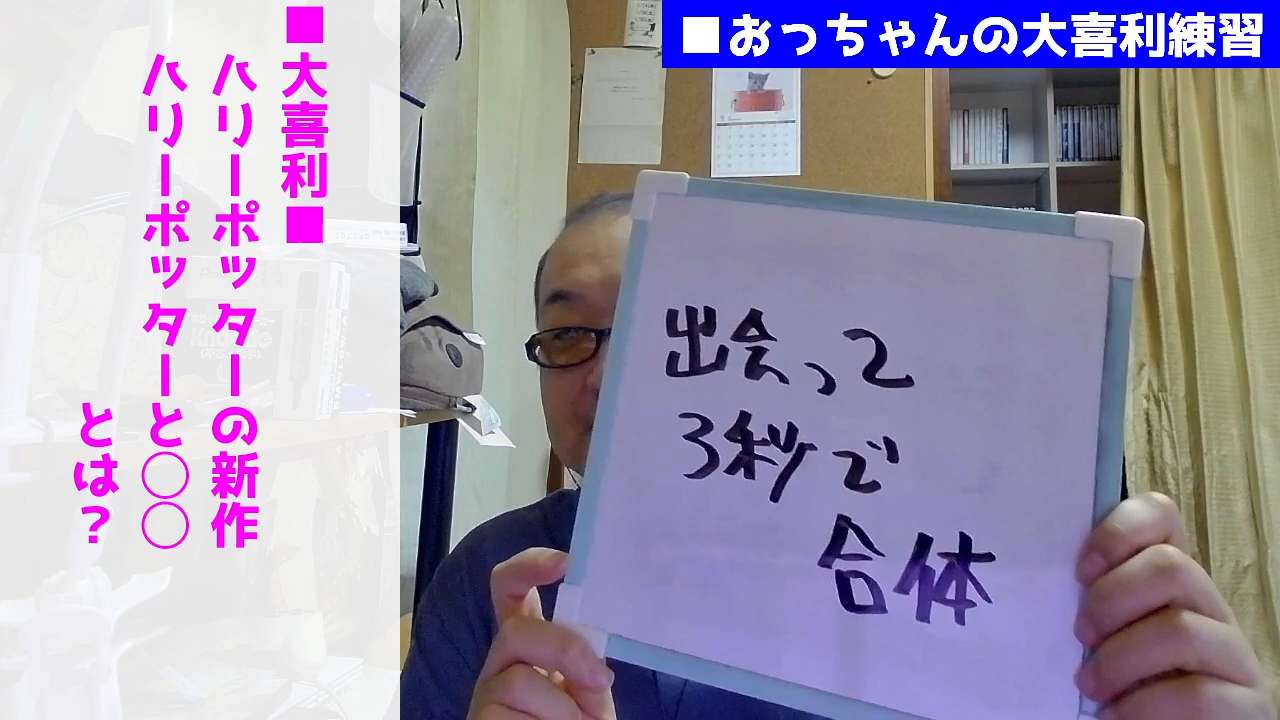 ■おっちゃんの大喜利練習
■大喜利■
ハリーポッターの新作
ハリーポッターと○○
とは？
出会って
3秒で
合体